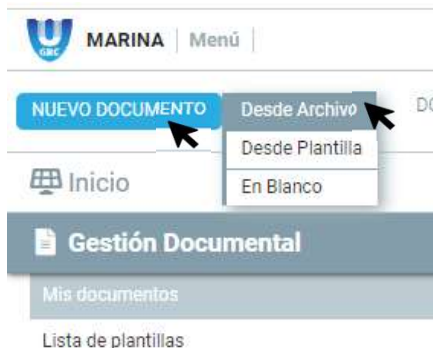 GRC
MARINA | Menú |
NUEVO DOCUMENTO Desde Archivo DO
Desde Plantilla
Inicio En Blanco
Gestión Documental
Mis documentos
Lista de plantillas